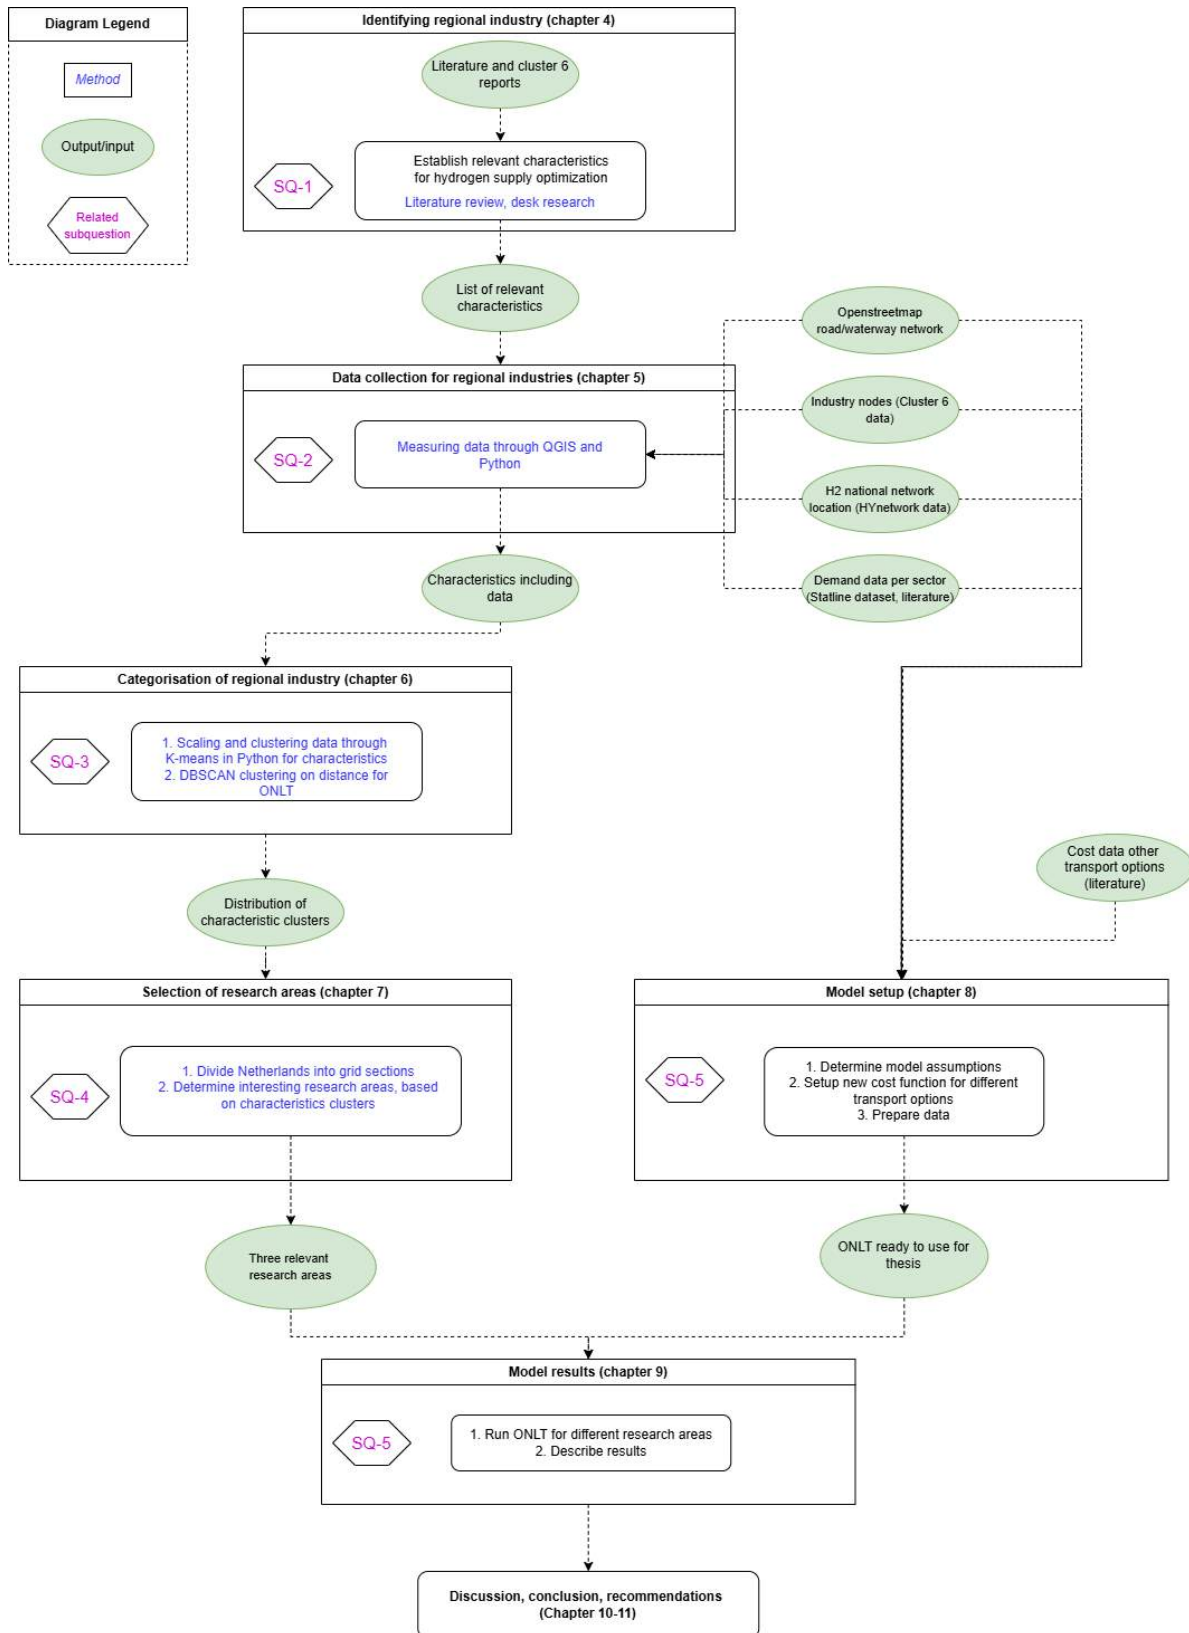 Diagram Legend
Method
Output/input
Related
subquestion
Identifying regional industry (chapter 4)
Literature and cluster 6
reports
SQ-1
Establish relevant characteristics
for hydrogen supply optimization
Literature review, desk research
List of relevant
characteristics
Data collection for regional industries (chapter 5)
SQ-2
Measuring data through QGIS and
Python
Openstreetmap
road/waterway network
Industry nodes (Cluster 6
data)
H2 national network
location (HYnetwork data)
Demand data per sector
(Statline dataset, literature)
Characteristics including
data
Categorisation of regional industry (chapter 6)
SQ-3
1. Scaling and clustering data through
K-means in Python for characteristics
2. DBSCAN clustering on distance for
ONLT
Cost data other
transport options
(literature)
Distribution of
characteristic clusters
Selection of research areas (chapter 7)
SQ-4
1. Divide Netherlands into grid sections
2. Determine interesting research areas, based
on characteristics clusters
Model setup (chapter 8)
SQ-5
1. Determine model assumptions
2. Setup new cost function for different
transport options
3. Prepare data
Three relevant
research areas
ONLT ready to use for
thesis
Model results (chapter 9)
SQ-5
1. Run ONLT for different research areas
2. Describe results
Discussion, conclusion, recommendations
(Chapter 10-11)